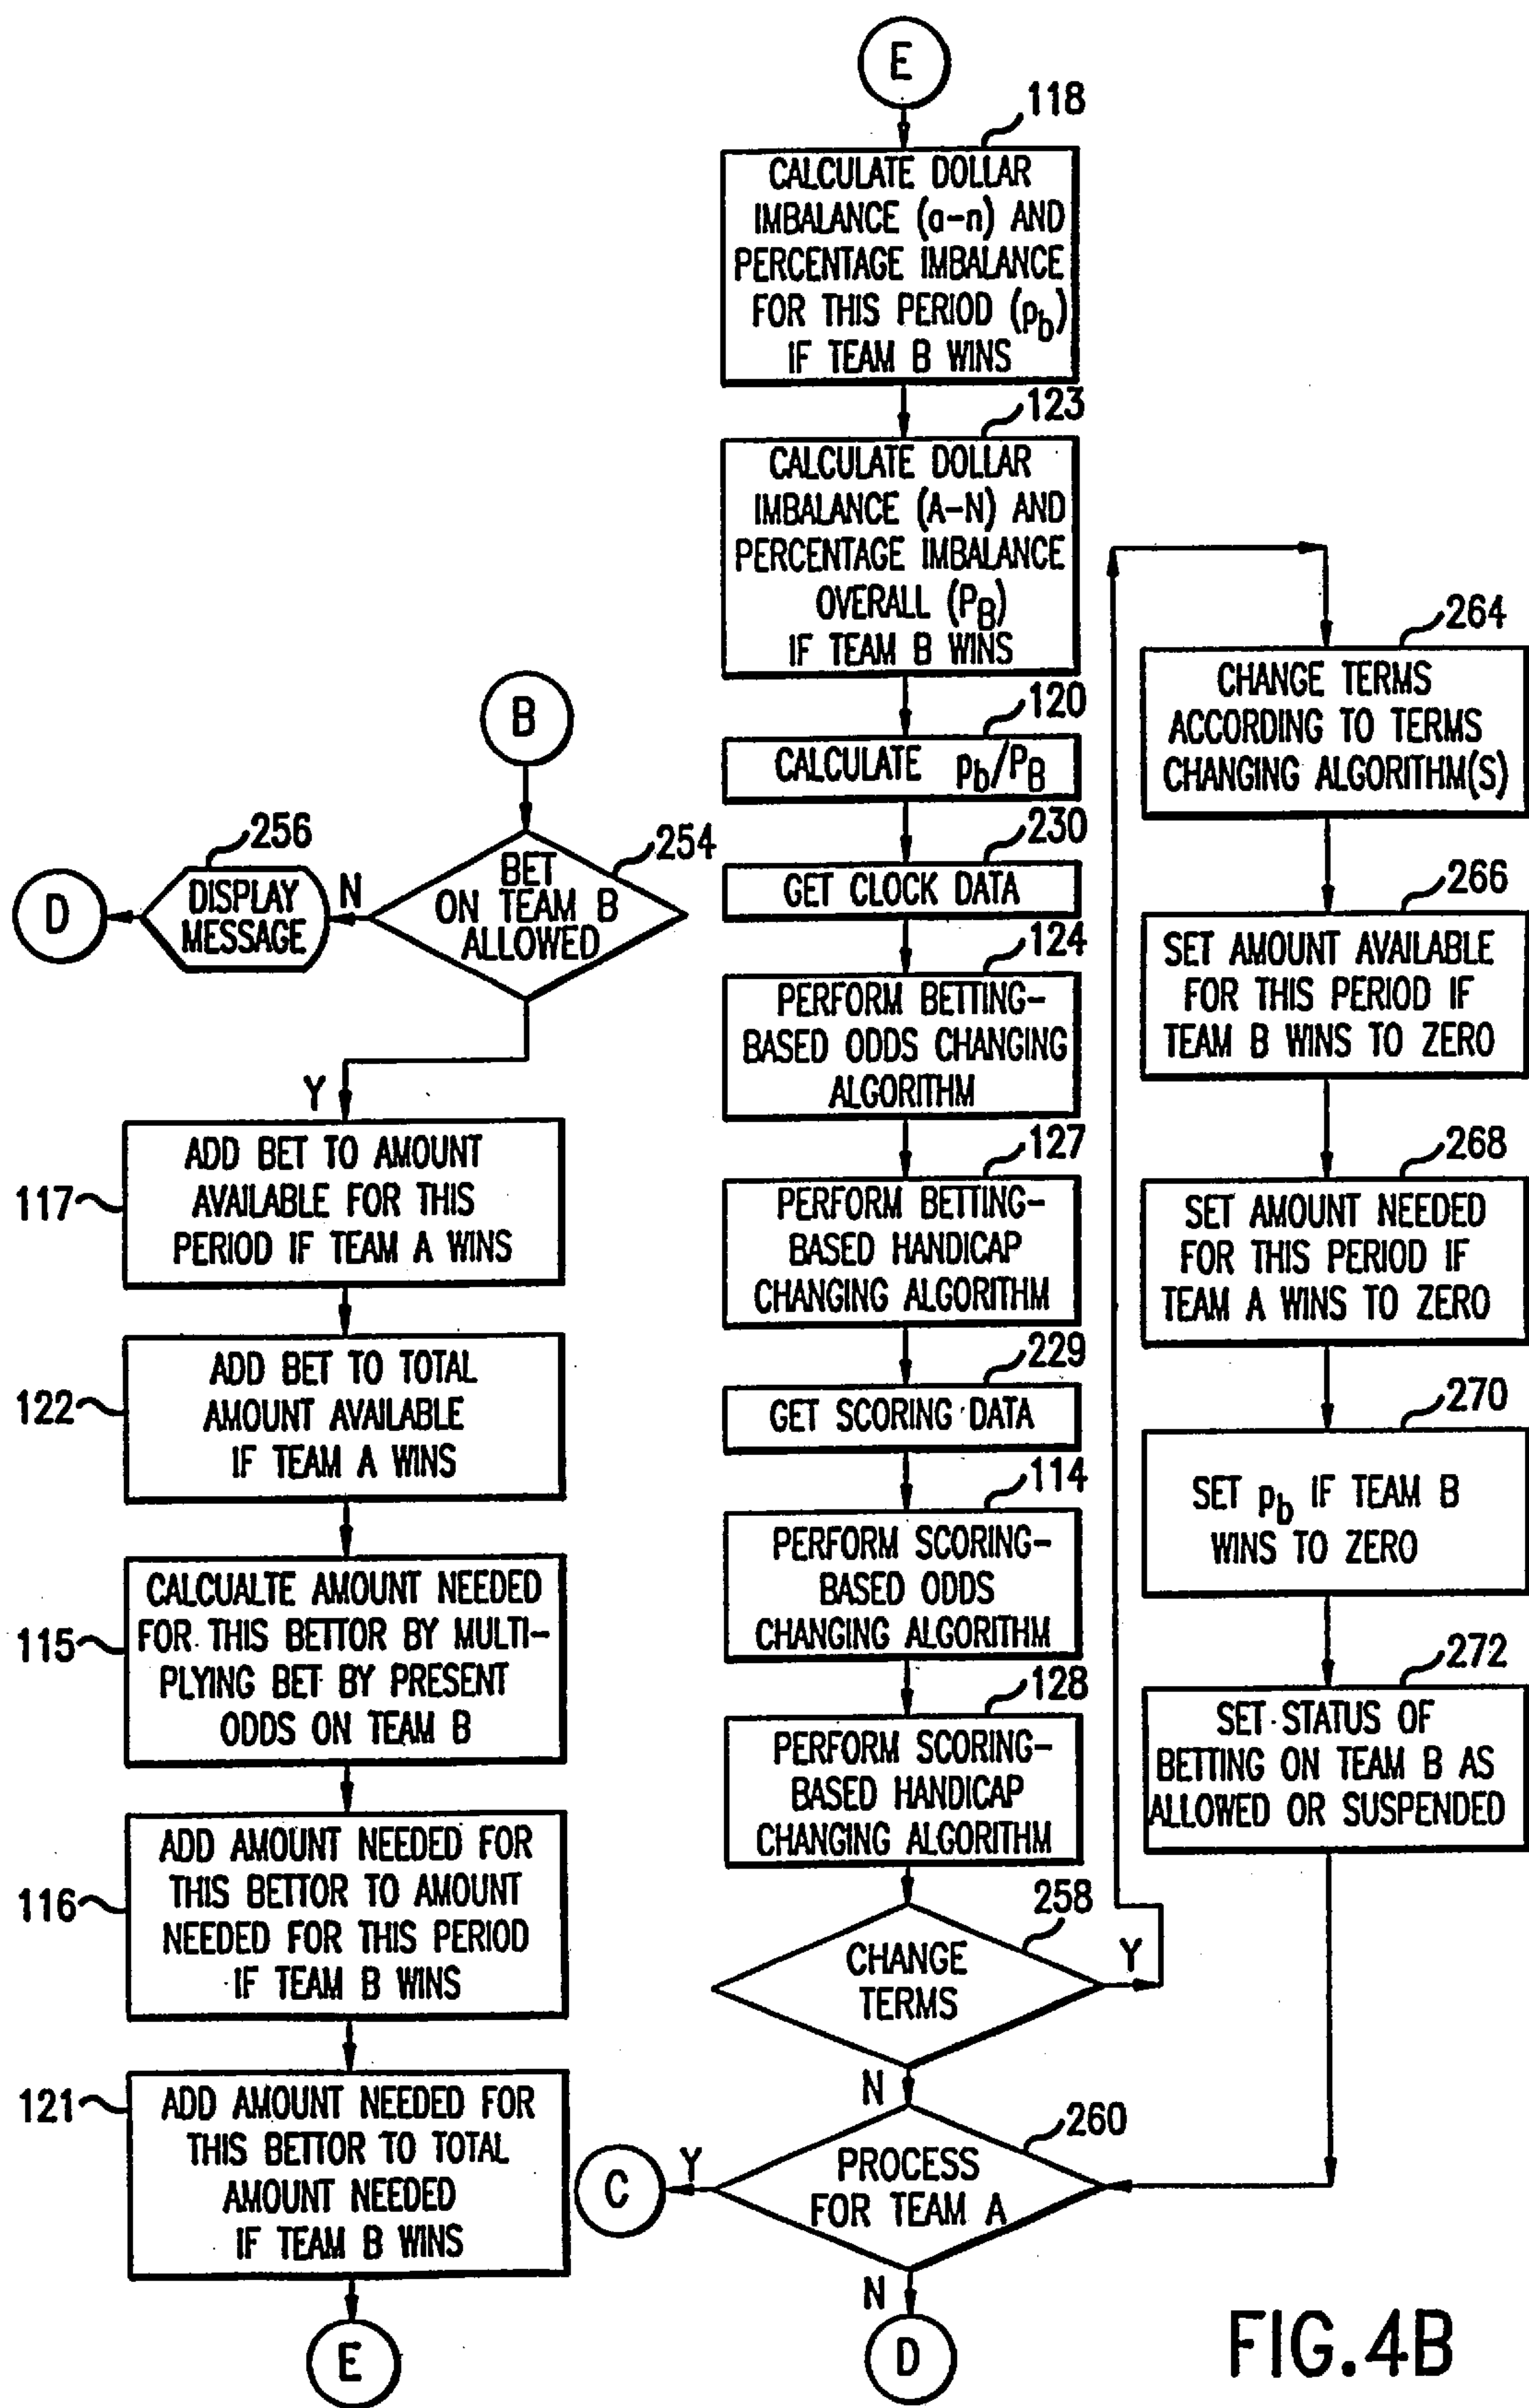 B
254
BET
ON TEAM B
ALLOWED
N
256
DISPLAY
MESSAGE
D
Y
117
ADD BET TO AMOUNT
AVAILABLE FOR THIS
PERIOD IF TEAM A WINS
122
ADD BET TO TOTAL
AMOUNT AVAILABLE
IF TEAM A WINS
115
CALCUALTE AMOUNT NEEDED
FOR THIS BETTOR BY MULTI-
PLYING BET BY PRESENT
ODDS ON TEAM B
116
ADD AMOUNT NEEDED FOR
THIS BETTOR TO AMOUNT
NEEDED FOR THIS PERIOD
IF TEAM B WINS
121
ADD AMOUNT NEEDED FOR
THIS BETTOR TO TOTAL
AMOUNT NEEDED
IF TEAM B WINS
E
E
118
CALCULATE DOLLAR
IMBALANCE (a-n) AND
PERCENTAGE IMBALANCE
FOR THIS PERIOD (pb)
IF TEAM B WINS
123
CALCULATE DOLLAR
IMBALANCE (A-N) AND
PERCENTAGE IMBALANCE
OVERALL (PB)
IF TEAM B WINS
120
CALCULATE pb/PB
230
GET CLOCK DATA
124
PERFORM BETTING-
BASED ODDS CHANGING
ALGORITHM
127
PERFORM BETTING-
BASED HANDICAP
CHANGING ALGORITHM
229
GET SCORING DATA
114
PERFORM SCORING-
BASED ODDS
CHANGING ALGORITHM
128
PERFORM SCORING-
BASED HANDICAP
CHANGING ALGORITHM
258
CHANGE
TERMS
Y
N
260
PROCESS
FOR TEAM A
Y
C
N
D
264
CHANGE TERMS
ACCORDING TO TERMS
CHANGING ALGORITHM(S)
266
SET AMOUNT AVAILABLE
FOR THIS PERIOD IF
TEAM B WINS TO ZERO
268
SET AMOUNT NEEDED
FOR THIS PERIOD IF
TEAM A WINS TO ZERO
270
SET pb IF TEAM B
WINS TO ZERO
272
SET STATUS OF
BETTING ON TEAM B AS
ALLOWED OR SUSPENDED
FIG.4B